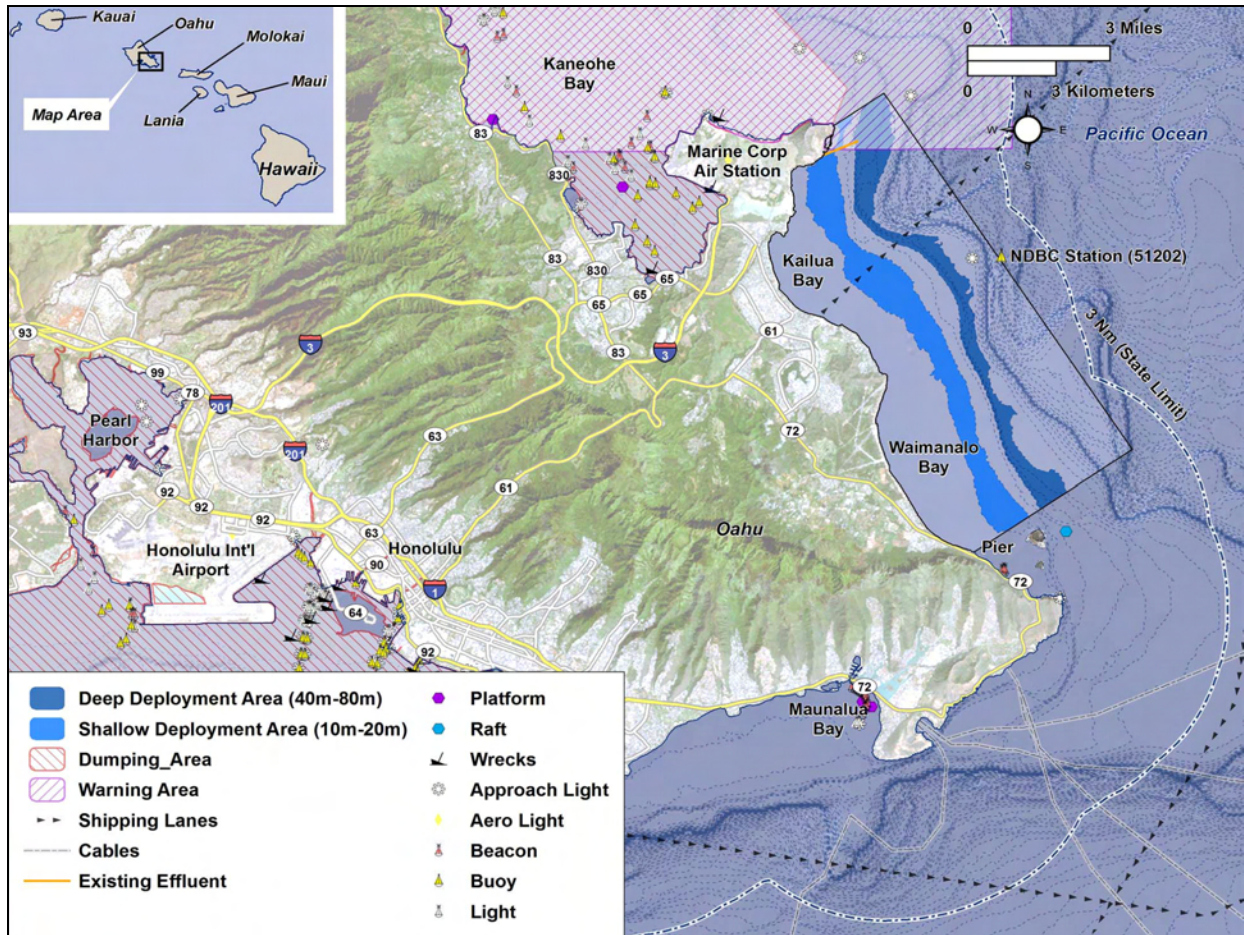 Kauai
Oahu
Molokai
Maui
Map Area
Lania
Hawaii
0
3 Miles
0
3 Kilometers
N
W
E
S
Pacific Ocean
Kaneohe
Bay
83
Marine Corp
Air Station
830
83
830
65
65
65
Kailua
Bay
NDBC Station (51202)
61
83
3
3
3 Nm (State Limit)
93
99
78
201
Pearl
Harbor
201
63
72
61
Waimanalo
Bay
92
92
92
63
Oahu
Honolulu Int'l
Airport
90
Honolulu
1
64
92
Pier
72
72
Maunalua
Bay
Deep Deployment Area (40m-80m)
Shallow Deployment Area (10m-20m)
Dumping_Area
Warning Area
Shipping Lanes
Cables
Existing Effluent
Platform
Raft
Wrecks
Approach Light
Aero Light
Beacon
Buoy
Light